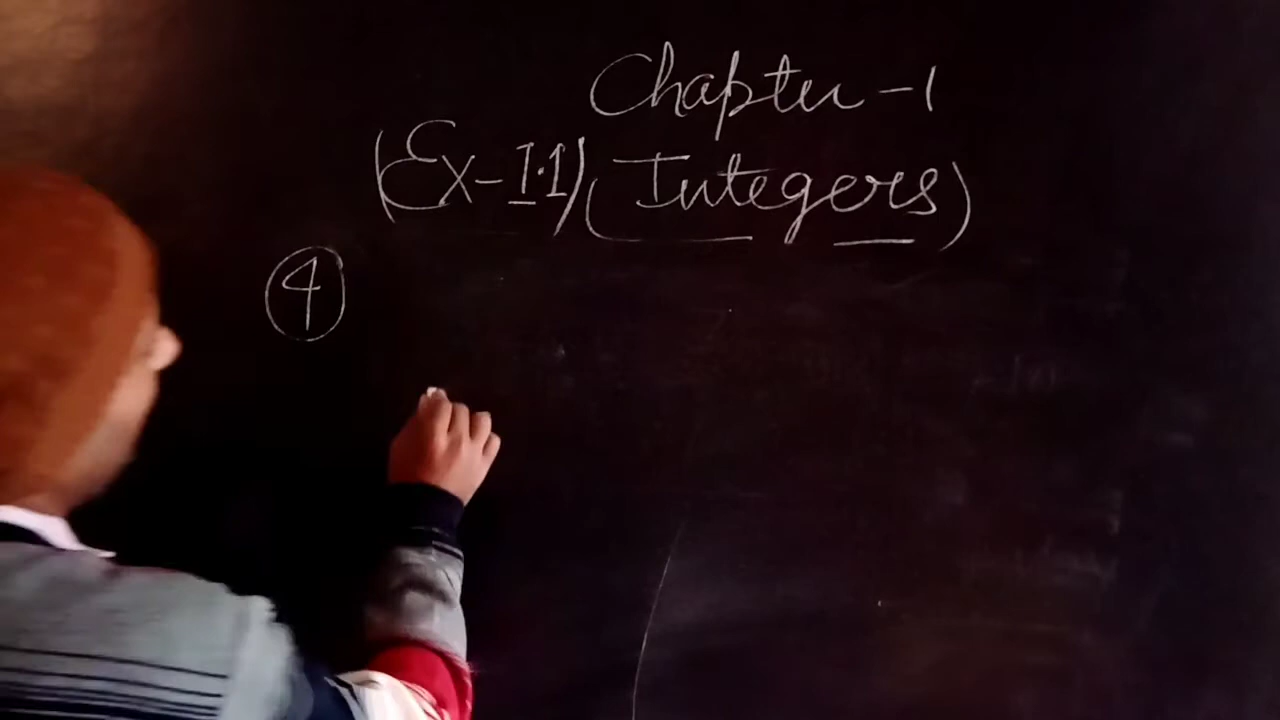 Chapter - 1
(Ex - 1.1) (Integers)
4